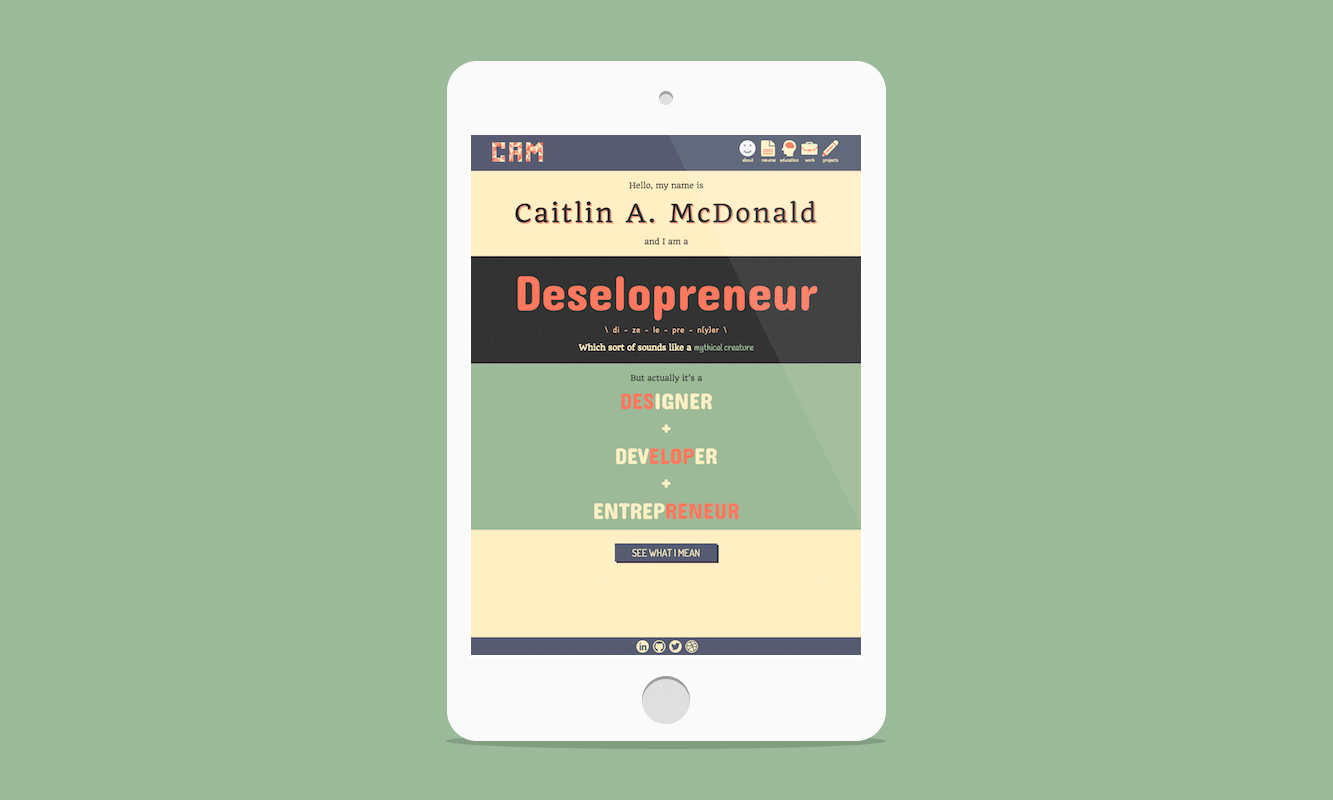 CAM
about resume education work projects
Hello, my name is
Caitlin A. McDonald
and I am a
Deselopreneur
\ di - ze - le - pre - n(y)er \
Which sort of sounds like a mythical creature
But actually it's a
DESIGNER
+
DEVELOPER
+
ENTREPRENEUR
SEE WHAT I MEAN
in